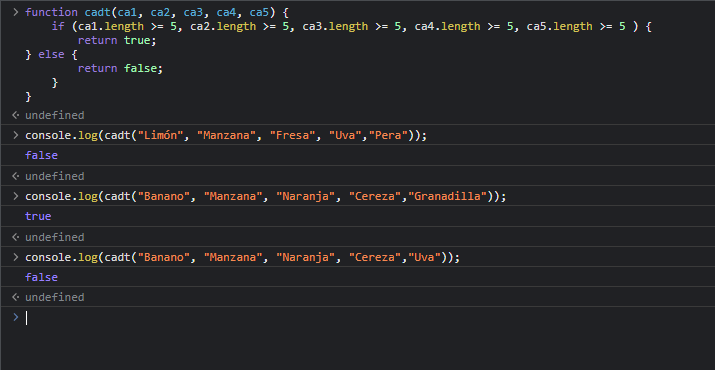 function cadt(ca1, ca2, ca3, ca4, ca5) {
if (ca1.length >= 5, ca2.length >= 5, ca3.length >= 5, ca4.length >= 5, ca5.length >= 5 ) {
return true;
} else {
return false;
}
}
undefined
console.log(cadt("Limón", "Manzana", "Fresa", "Uva","Pera"));
false
undefined
console.log(cadt("Banano", "Manzana", "Naranja", "Cereza","Granadilla"));
true
undefined
console.log(cadt("Banano", "Manzana", "Naranja", "Cereza","Uva"));
false
undefined